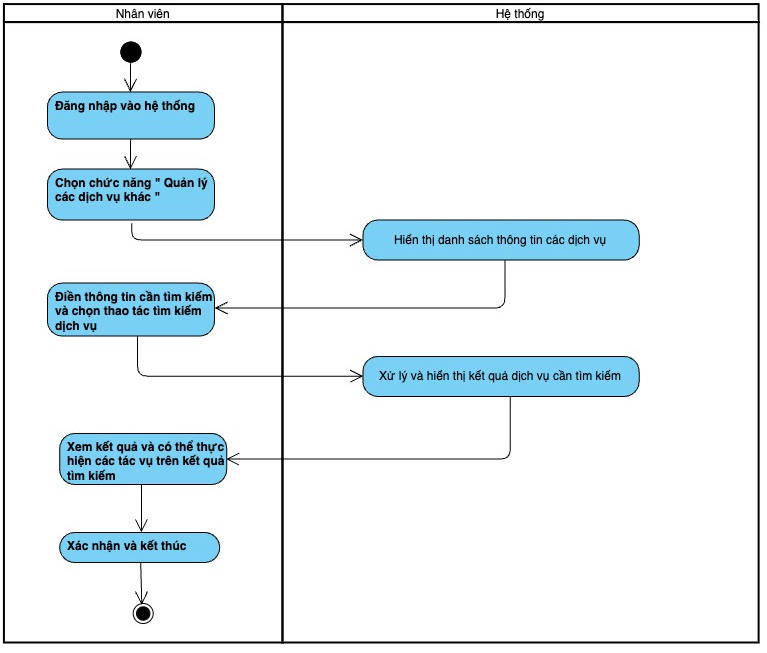 Nhân viên
Hệ thống
Đăng nhập vào hệ thống
Chọn chức năng " Quản lý
các dịch vụ khác "
Hiển thị danh sách thông tin các dịch vụ
Điền thông tin cần tìm kiếm
và chọn thao tác tìm kiếm
dịch vụ
Xử lý và hiển thị kết quả dịch vụ cần tìm kiếm
Xem kết quả và có thể thực
hiện các tác vụ trên kết quả
tìm kiếm
Xác nhận và kết thúc